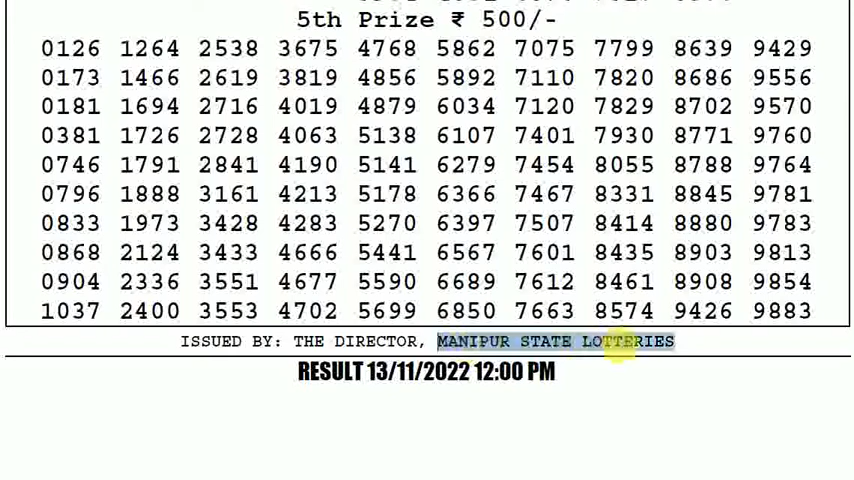 5th Prize ₹ 500/-
0126 1264 2538 3675 4768 5862 7075 7799 8639 9429
0173 1466 2619 3819 4856 5892 7110 7820 8686 9556
0181 1694 2716 4019 4879 6034 7120 7829 8702 9570
0381 1726 2728 4063 5138 6107 7401 7930 8771 9760
0746 1791 2841 4190 5141 6279 7454 8055 8788 9764
0796 1888 3161 4213 5178 6366 7467 8331 8845 9781
0833 1973 3428 4283 5270 6397 7507 8414 8880 9783
0868 2124 3433 4666 5441 6567 7601 8435 8903 9813
0904 2336 3551 4677 5590 6689 7612 8461 8908 9854
1037 2400 3553 4702 5699 6850 7663 8574 9426 9883
ISSUED BY: THE DIRECTOR, MANIPUR STATE LOTTERIES
RESULT 13/11/2022 12:00 PM